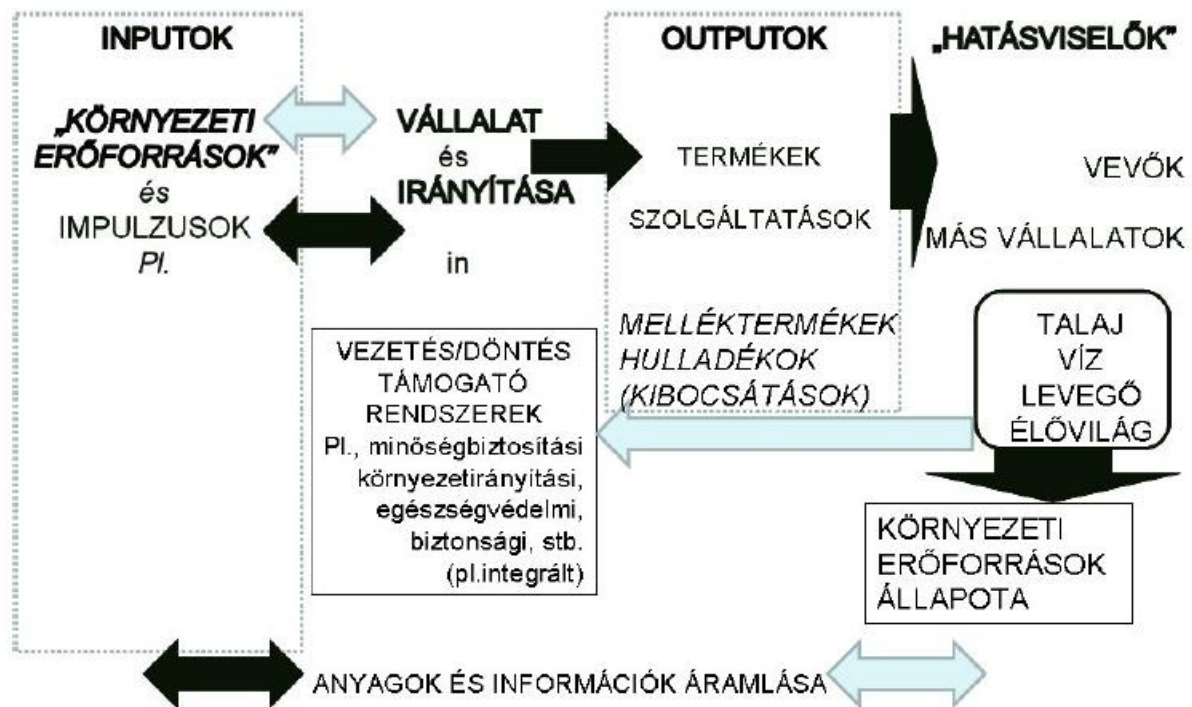 INPUTOK
„KÖRNYEZETI
ERŐFORRÁSOK”
és
IMPULZUSOK
Pl.
VÁLLALAT
és
IRÁNYÍTÁSA
in
VEZETÉS/DÖNTÉS
TÁMOGATÓ
RENDSZEREK
Pl., minőségbiztosítási
környezetirányítási,
egészségvédelmi,
biztonsági, stb.
(pl.integrált)
OUTPUTOK
TERMÉKEK
SZOLGÁLTATÁSOK
MELLÉKTERMÉKEK
HULLADÉKOK
(KIBOCSÁTÁSOK)
„HATÁSVISELŐK”
VEVŐK
MÁS VÁLLALATOK
TALAJ
VÍZ
LEVEGŐ
ÉLŐVILÁG
KÖRNYEZETI
ERŐFORRÁSOK
ÁLLAPOTA
ANYAGOK ÉS INFORMÁCIÓK ÁRAMLÁSA